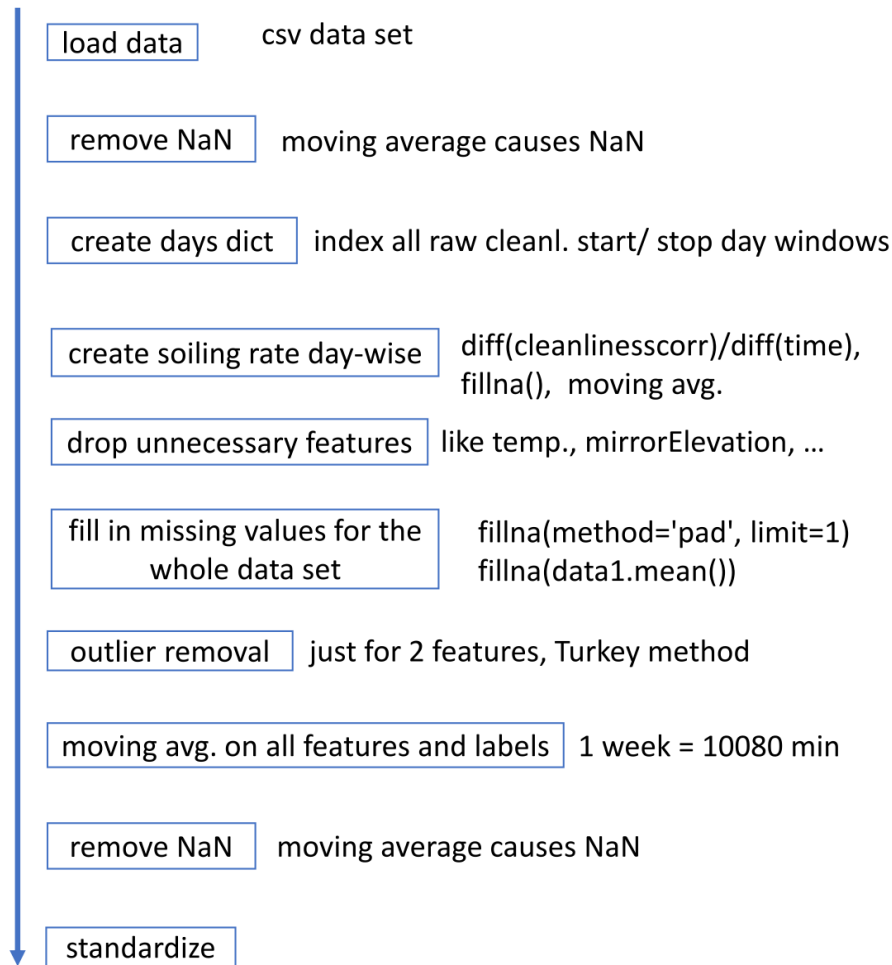 load data csv data set
remove NaN moving average causes NaN
create days dict index all raw cleanl. start/ stop day windows
create soiling rate day-wise diff(cleanlinesscorr)/diff(time),
fillna(), moving avg.
drop unnecessary features like temp., mirrorElevation, ...
fill in missing values for the fillna(method='pad', limit=1)
whole data set fillna(data1.mean())
outlier removal just for 2 features, Turkey method
moving avg. on all features and labels 1 week = 10080 min
remove NaN moving average causes NaN
standardize